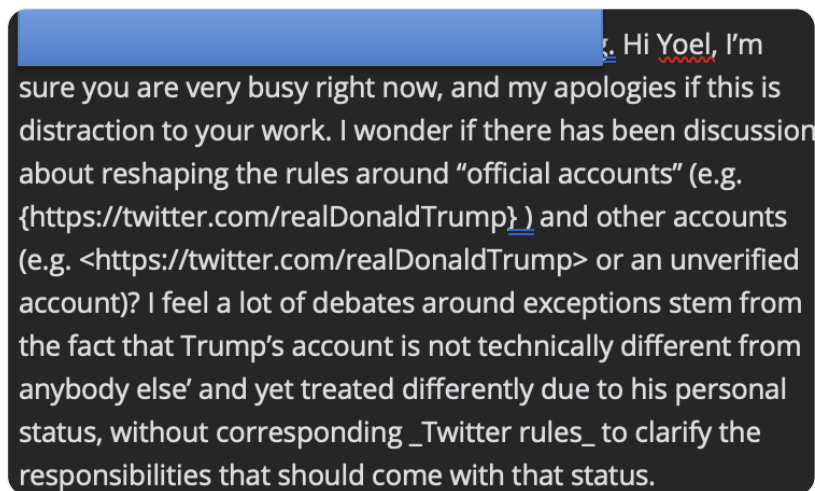 . Hi Yoel, I’m
sure you are very busy right now, and my apologies if this is
distraction to your work. I wonder if there has been discussion
about reshaping the rules around “official accounts” (e.g.
{https://twitter.com/realDonaldTrump} ) and other accounts
(e.g. <https://twitter.com/realDonaldTrump> or an unverified
account)? I feel a lot of debates around exceptions stem from
the fact that Trump’s account is not technically different from
anybody else’ and yet treated differently due to his personal
status, without corresponding _Twitter rules_ to clarify the
responsibilities that should come with that status.